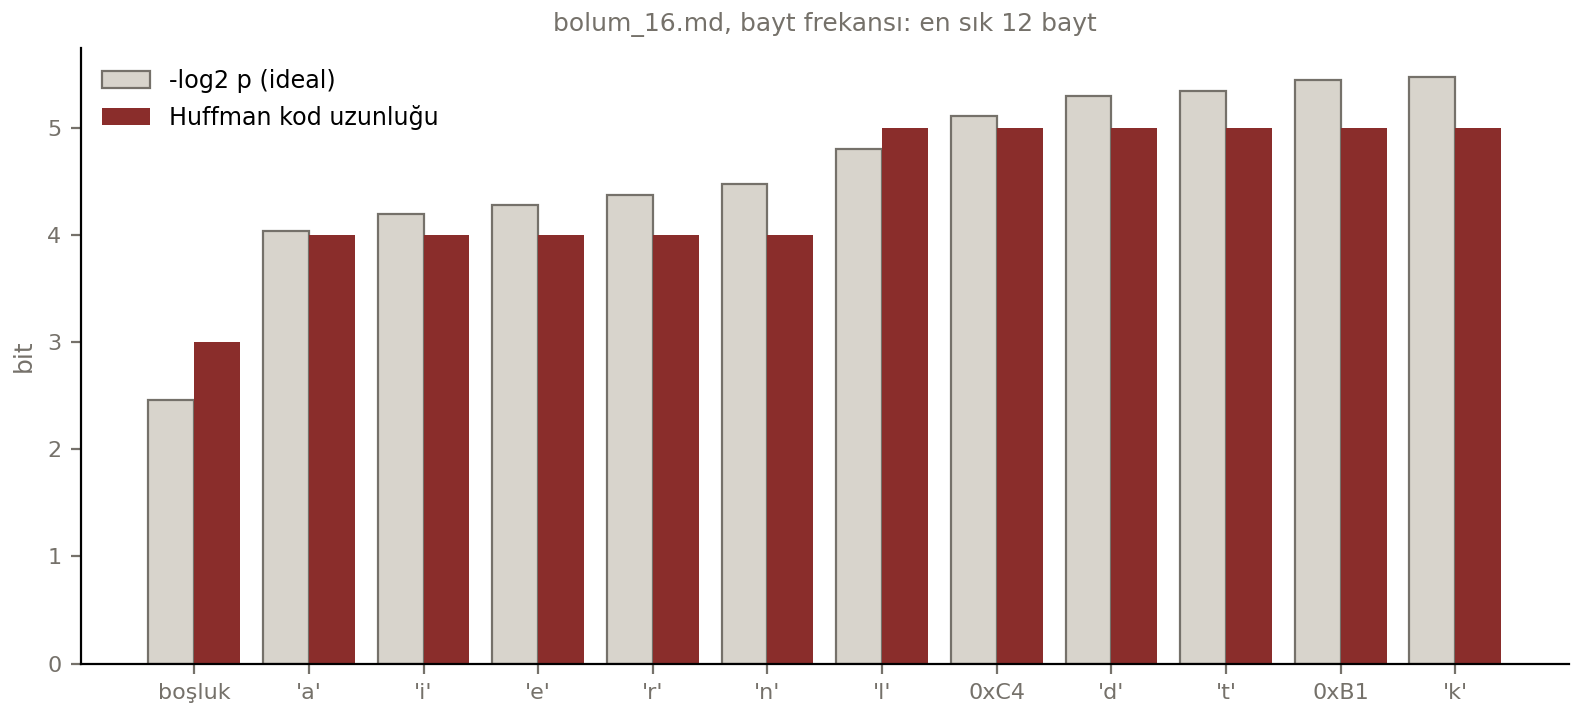 bolum_16.md, bayt frekansı: en sık 12 bayt
-log2 p (ideal)
Huffman kod uzunluğu
bit
5
4
3
2
1
0
boşluk 'a' 'i' 'e' 'r' 'n' 'l' 0xC4 'd' 't' 0xB1 'k'